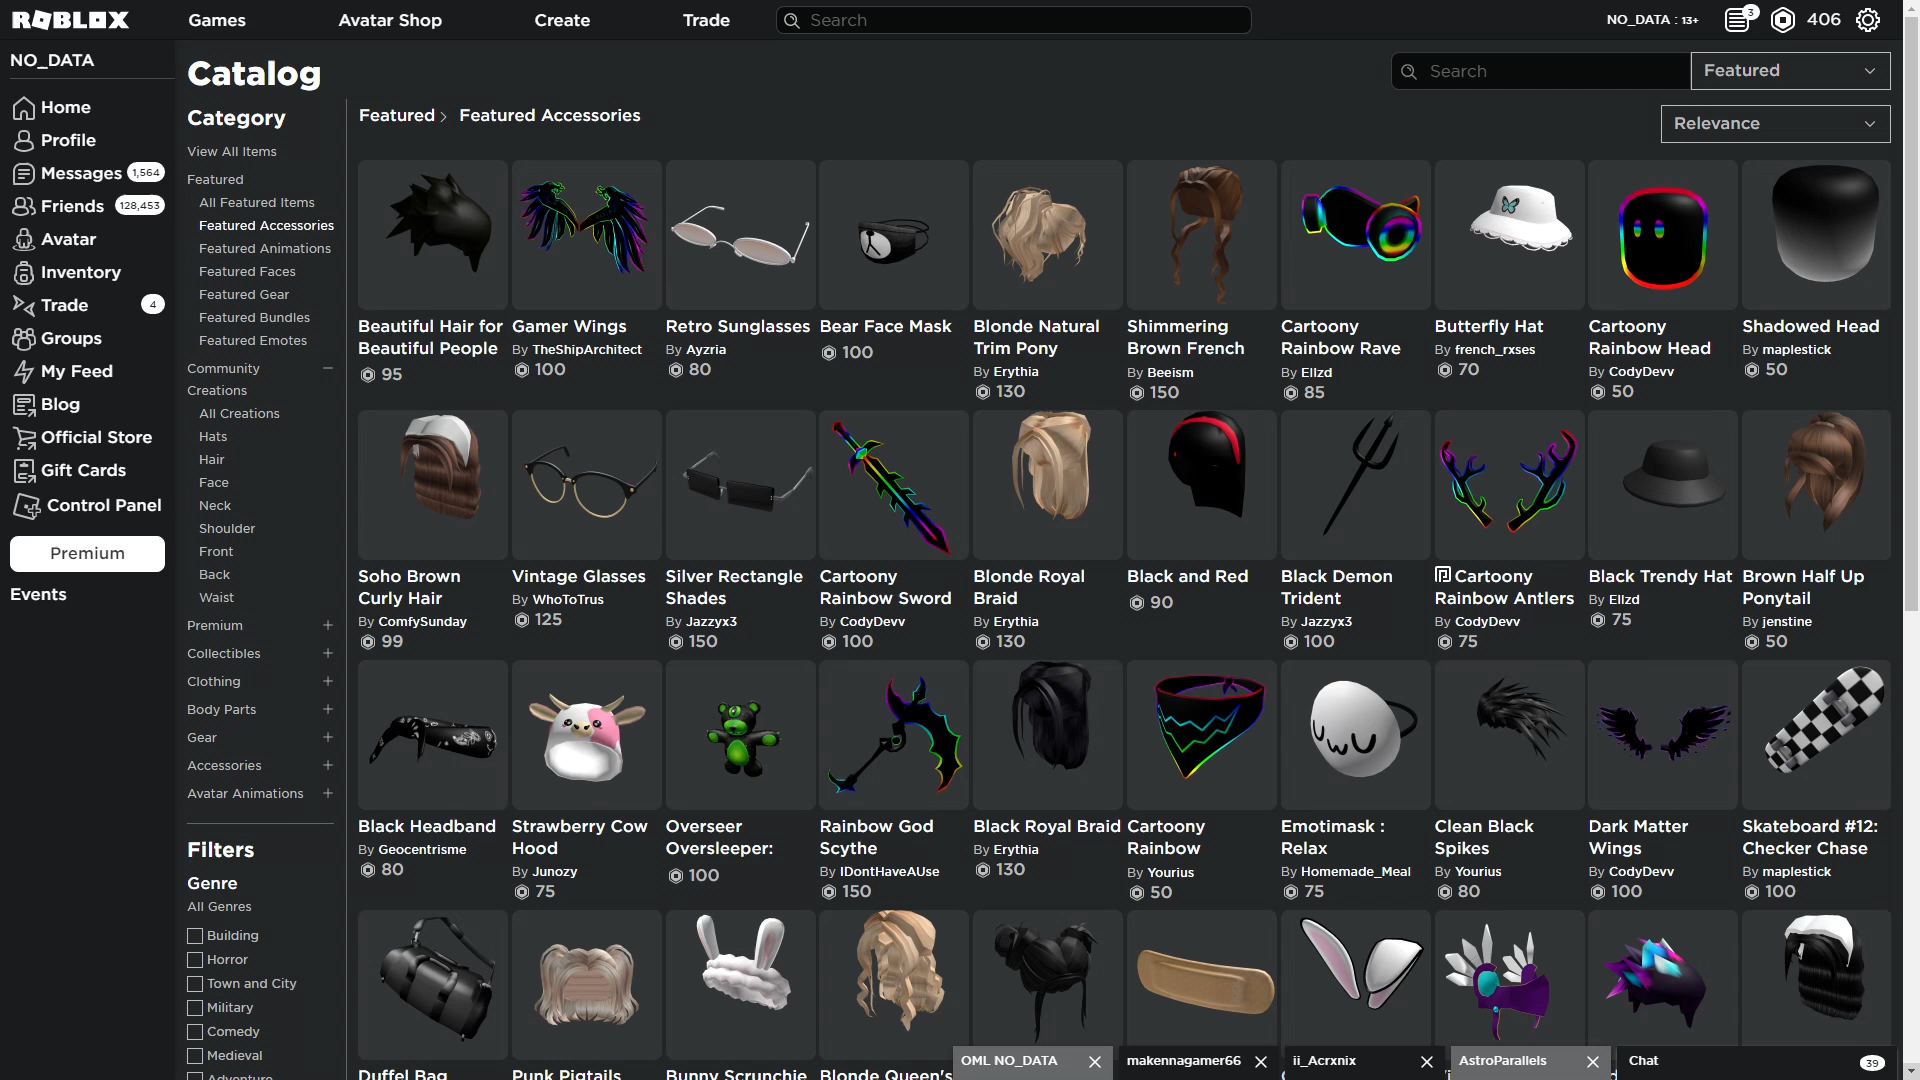 ROBLOX
Games
Avatar Shop
Create
Trade
Search
NO_DATA : 13+
3
406
NO_DATA
Home
Profile
Messages 1,564
Friends 128,453
Avatar
Inventory
Trade 4
Groups
My Feed
Blog
Official Store
Gift Cards
Control Panel
Premium
Events
Catalog
Search
Featured
Category
View All Items
Featured
All Featured Items
Featured Accessories
Featured Animations
Featured Faces
Featured Gear
Featured Bundles
Featured Emotes
Community
Creations
All Creations
Hats
Hair
Face
Neck
Shoulder
Front
Back
Waist
Premium
Collectibles
Clothing
Body Parts
Gear
Accessories
Avatar Animations
Filters
Genre
All Genres
Building
Horror
Town and City
Military
Comedy
Medieval
Adventure
Featured > Featured Accessories
Relevance
Beautiful Hair for
Beautiful People
95
Gamer Wings
By TheShipArchitect
100
Retro Sunglasses
By Ayzria
80
Bear Face Mask
100
Blonde Natural
Trim Pony
By Erythia
130
Shimmering
Brown French
By Beeism
150
Cartoony
Rainbow Rave
By Ellzd
85
Butterfly Hat
By french_rxses
70
Cartoony
Rainbow Head
By CodyDevv
50
Shadowed Head
By maplestick
50
Soho Brown
Curly Hair
By ComfySunday
99
Vintage Glasses
By WhoToTrus
125
Silver Rectangle
Shades
By Jazzyx3
150
Cartoony
Rainbow Sword
By CodyDevv
100
Blonde Royal
Braid
By Erythia
130
Black and Red
90
Black Demon
Trident
By Jazzyx3
100
Cartoony
Rainbow Antlers
By CodyDevv
75
Black Trendy Hat
By Ellzd
75
Brown Half Up
Ponytail
By jenstine
50
Black Headband
By Geocentrisme
80
Strawberry Cow
Hood
By Junozy
75
Overseer
Oversleeper:
100
Rainbow God
Scythe
By IDontHaveAUse
150
Black Royal Braid
By Erythia
130
Cartoony
Rainbow
By Yourius
50
UwU
Emotimask :
Relax
By Homemade_Meal
75
Clean Black
Spikes
By Yourius
80
Dark Matter
Wings
By CodyDevv
100
Skateboard #12:
Checker Chase
By maplestick
100
Duffel Bag
Punk Pigtails
Bunny Scrunchie
Blonde Queen's
OML NO_DATA
makennagamer66
ii_Acrxnix
AstroParallels
Chat
39